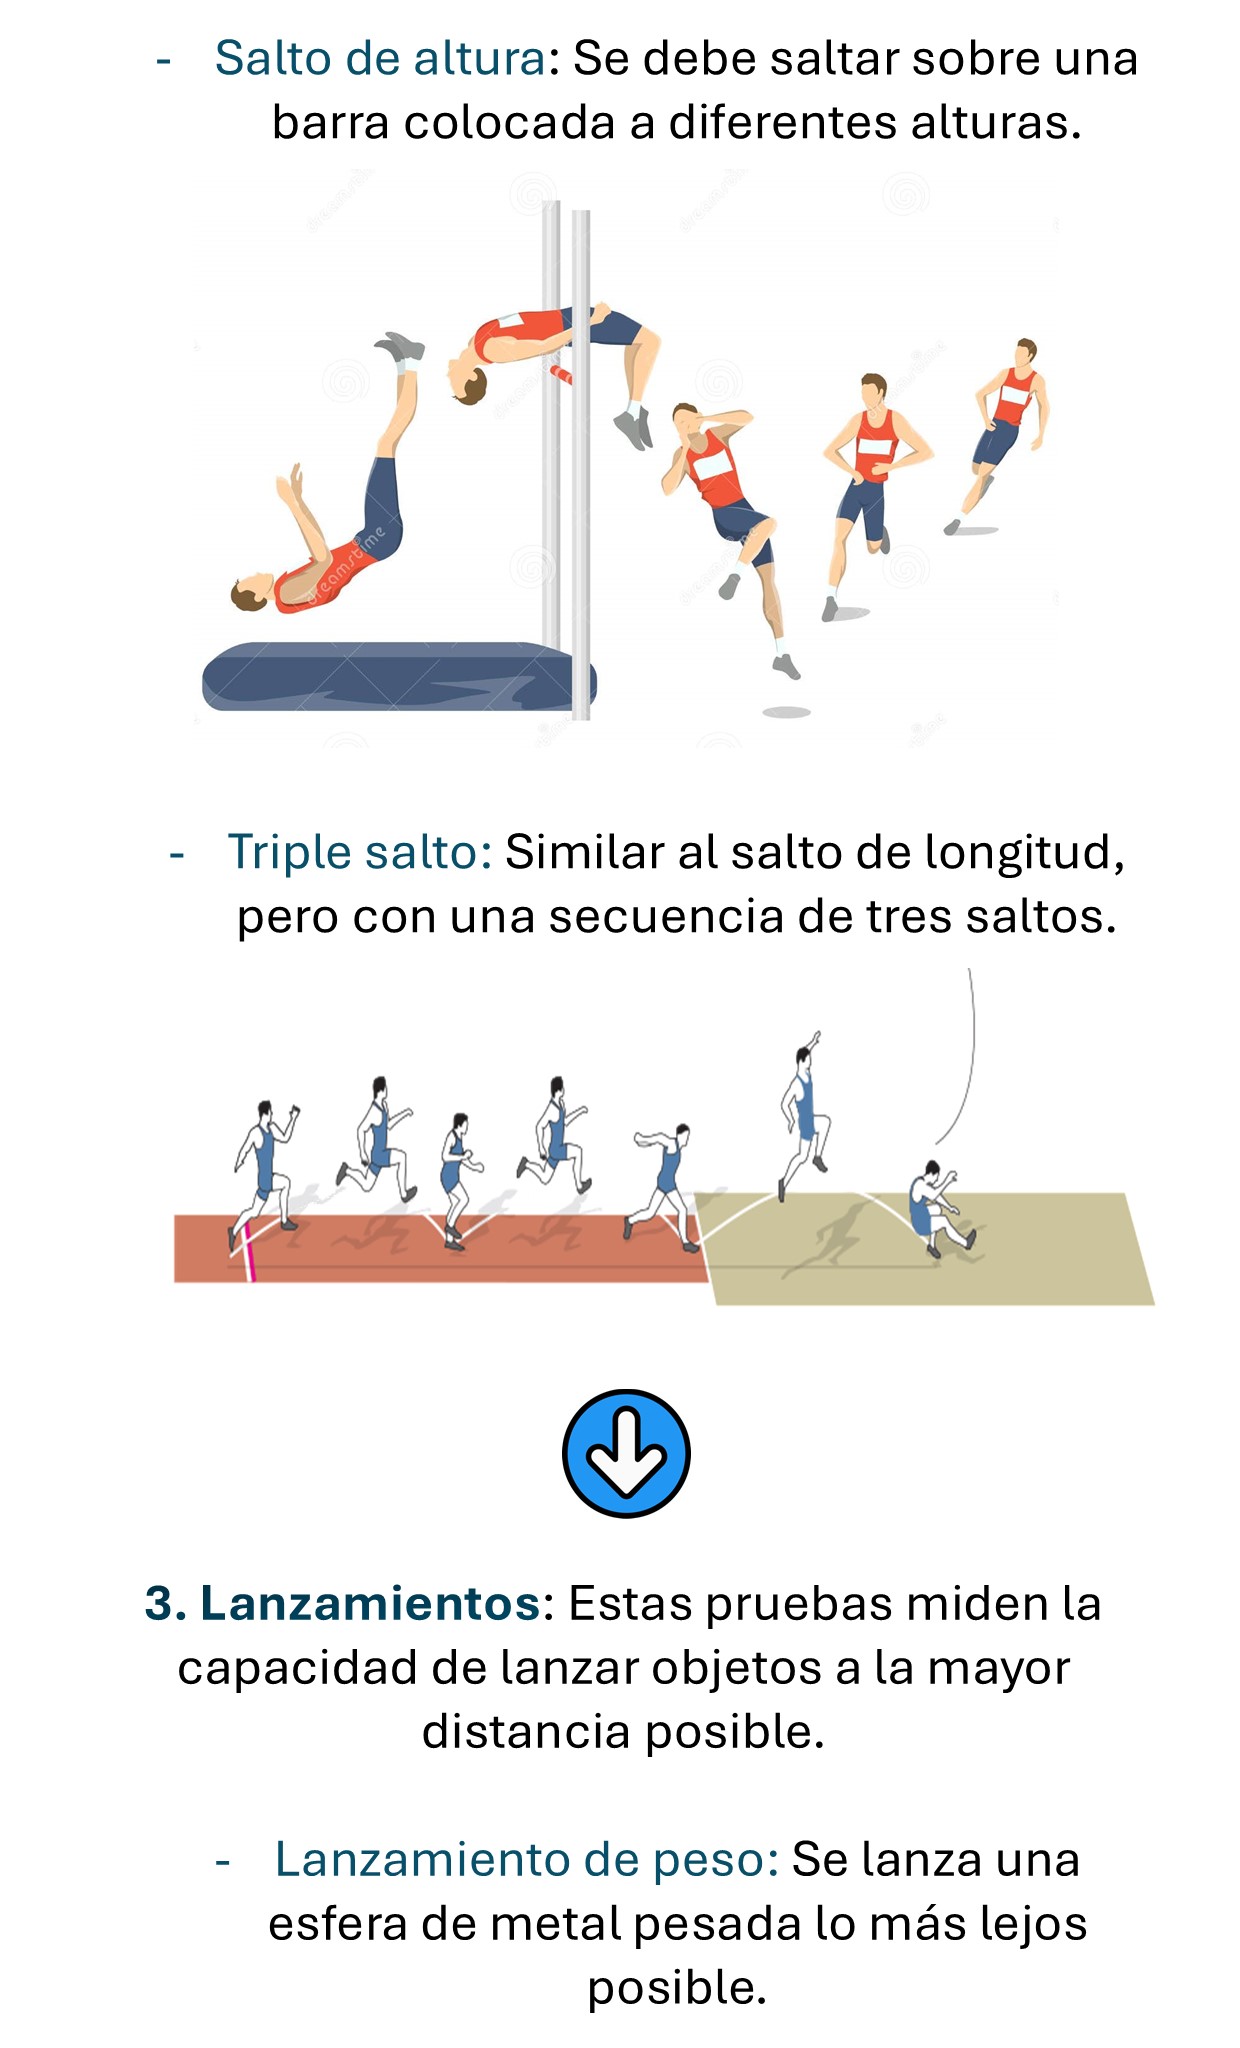 - Salto de altura: Se debe saltar sobre una
barra colocada a diferentes alturas.
dreamstime
- Triple salto: Similar al salto de longitud,
pero con una secuencia de tres saltos.
3. Lanzamientos: Estas pruebas miden la
capacidad de lanzar objetos a la mayor
distancia posible.
- Lanzamiento de peso: Se lanza una
esfera de metal pesada lo más lejos
posible.